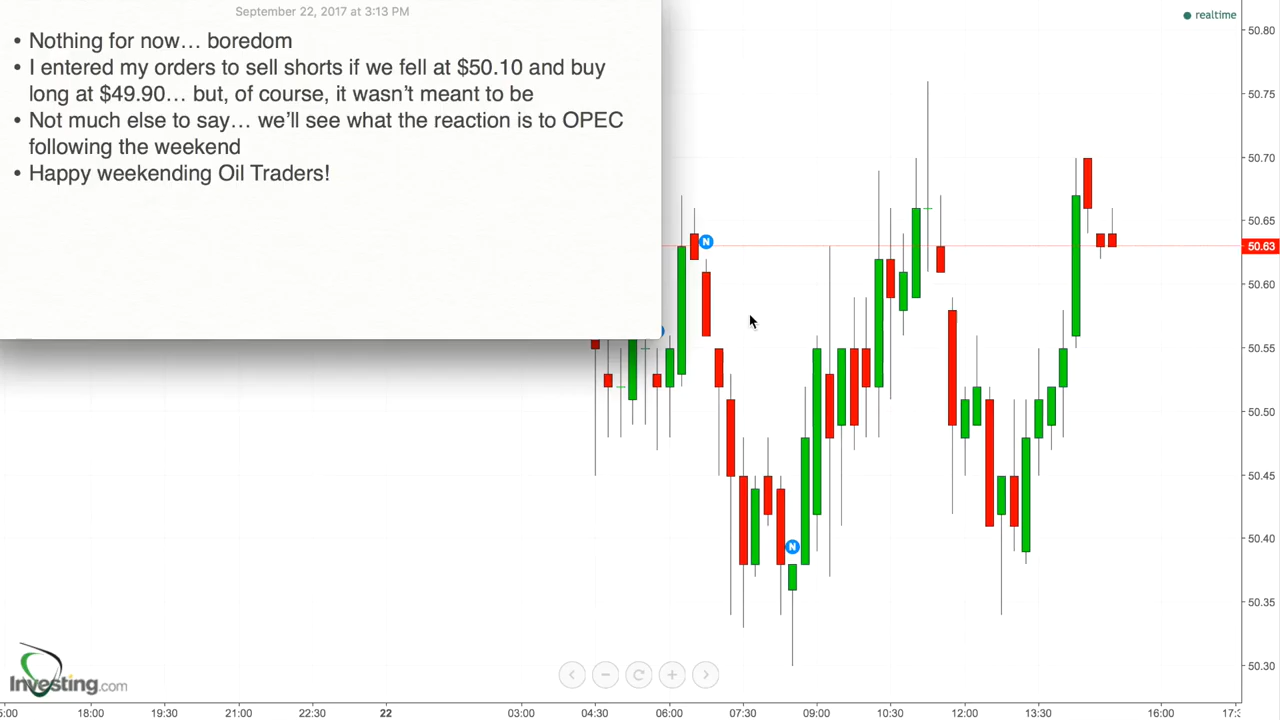 September 22, 2017 at 3:13 PM
• Nothing for now… boredom
• I entered my orders to sell shorts if we fell at $50.10 and buy
long at $49.90… but, of course, it wasn’t meant to be
• Not much else to say… we’ll see what the reaction is to OPEC
following the weekend
• Happy weekending Oil Traders!
realtime
50.80
50.75
50.70
50.65
50.63
50.60
50.55
50.50
50.45
50.40
50.35
50.30
N
N
Investing.com
5:00 18:00 19:30 21:00 22:30 22 03:00 04:30 06:00 07:30 09:00 10:30 12:00 13:30 16:00 17:3